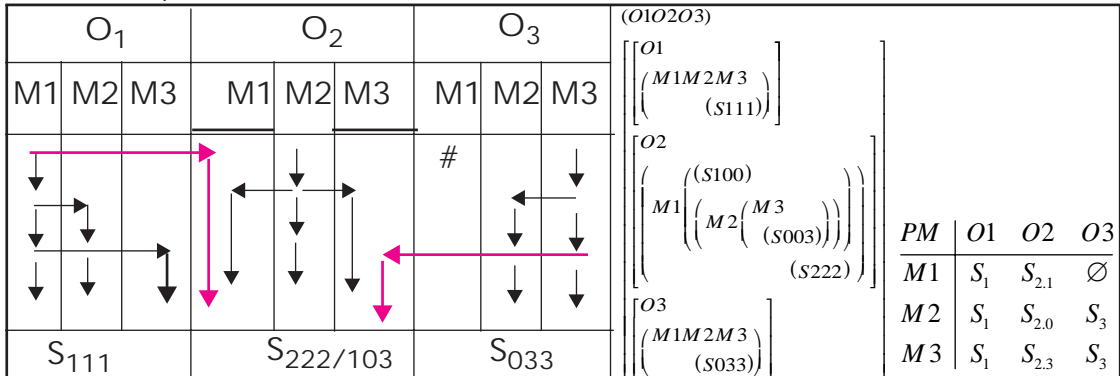 O1 O2 O3
M1 M2 M3 M1 M2 M3 M1 M2 M3
#
S111 S222/103 S033
(O1O2O3)
O1
M1M2M3
(S111)
O2
(S100)
M1
M2
M3
(S003)
(S222)
O3
M1M2M3
(S033)
PM O1 O2 O3
M1 S1 S2.1 ∅
M2 S1 S2.0 S3
M3 S1 S2.3 S3